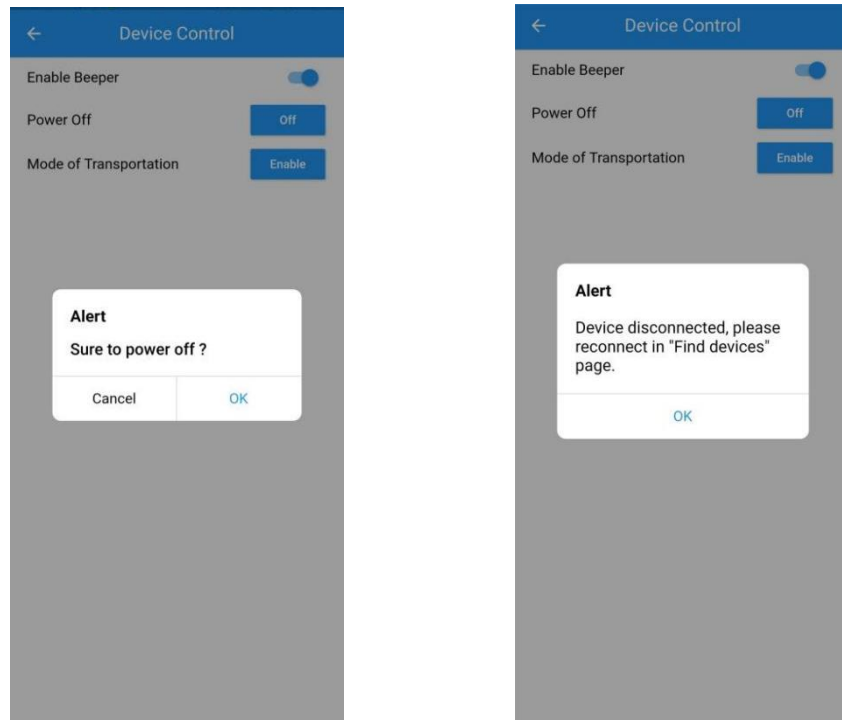 Device Control
Enable Beeper
Power Off
Off
Mode of Transportation
Enable
Alert
Sure to power off ?
Cancel
OK
Device Control
Enable Beeper
Power Off
Off
Mode of Transportation
Enable
Alert
Device disconnected, please
reconnect in "Find devices"
page.
OK